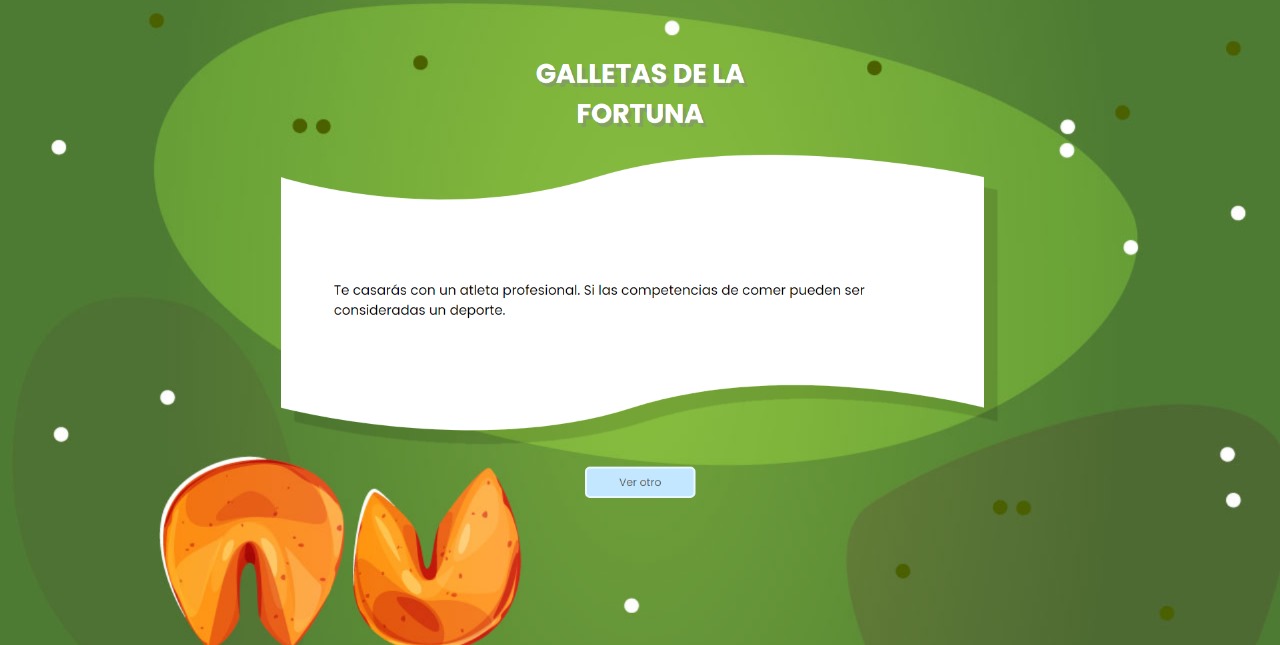 GALLETAS DE LA
FORTUNA
Te casarás con un atleta profesional. Si las competencias de comer pueden ser
consideradas un deporte.
Ver otro